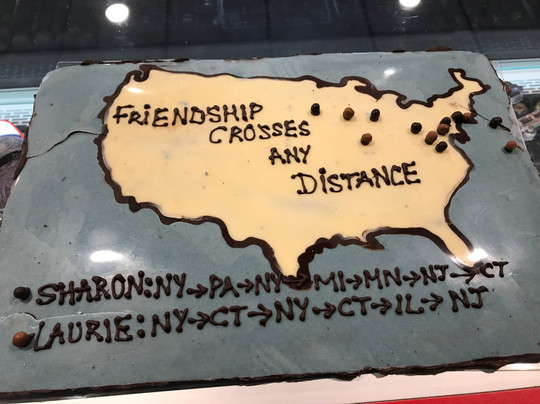 FRIENDSHIP
CROSSES
ANY
DISTANCE
SHARON: NY→PA→NY→MI→MN→NJ→CT
LAURIE: NY→CT→NY→CT→IL→NJ